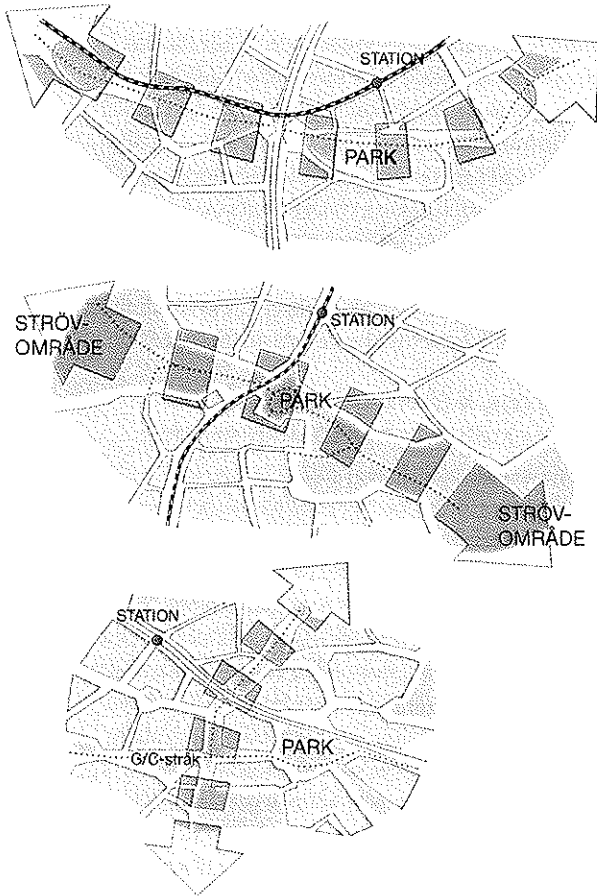 STATION
PARK
STRÖV-
OMRÅDE
STATION
PARK
STRÖV-
OMRÅDE
STATION
PARK
G/C-stråk